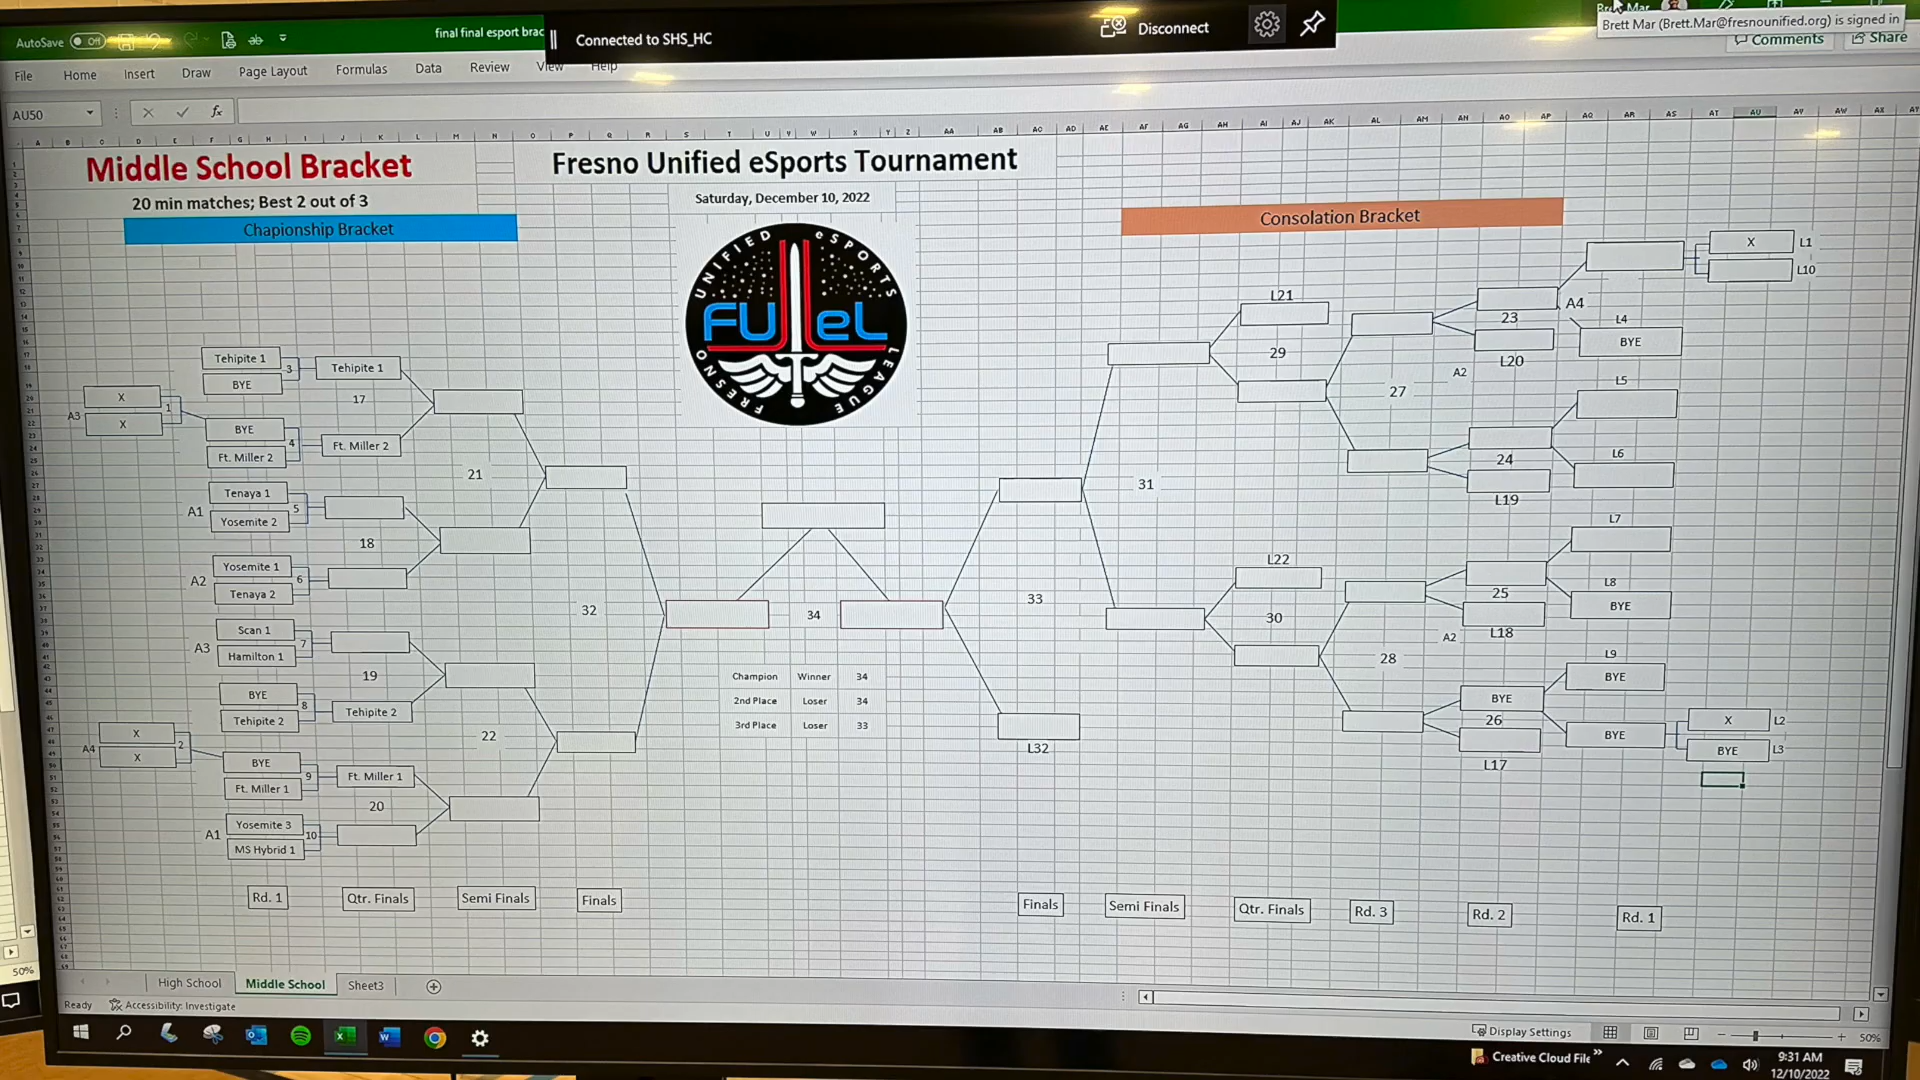 AutoSave Off
final final esport brac
Connected to SHS_HC
Disconnect
Brett Mar
Brett Mar (Brett.Mar@fresnounified.org) is signed in
Comments
Share
File Home Insert Draw Page Layout Formulas Data Review View Help
AU50
fx
Middle School Bracket
20 min matches; Best 2 out of 3
Chapionship Bracket
Fresno Unified eSports Tournament
Saturday, December 10, 2022
UNIFIED eSPORTS
FUeL
FRESNO LEAGUE
Consolation Bracket
Tehipite 1
BYE
3
Tehipite 1
17
X
X
A3
1
BYE
Ft. Miller 2
4
Ft. Miller 2
21
A1
Tenaya 1
Yosemite 2
5
18
A2
Yosemite 1
Tenaya 2
6
32
A3
Scan 1
Hamilton 1
7
19
BYE
Tehipite 2
8
Tehipite 2
22
X
X
A4
2
BYE
Ft. Miller 1
9
Ft. Miller 1
20
A1
Yosemite 3
MS Hybrid 1
10
34
Champion Winner 34
2nd Place Loser 34
3rd Place Loser 33
33
L32
31
L21
29
27
L22
30
28
A4
23
L20
A2
24
L19
25
L18
A2
BYE
26
L17
X L1
L10
L4
BYE
L5
L6
L7
L8
BYE
L9
BYE
BYE
X L2
BYE L3
Rd. 1
Qtr. Finals
Semi Finals
Finals
Finals
Semi Finals
Qtr. Finals
Rd. 3
Rd. 2
Rd. 1
50%
High School Middle School Sheet3
Ready Accessibility: Investigate
Display Settings
50%
Creative Cloud File
9:31 AM
12/10/2022